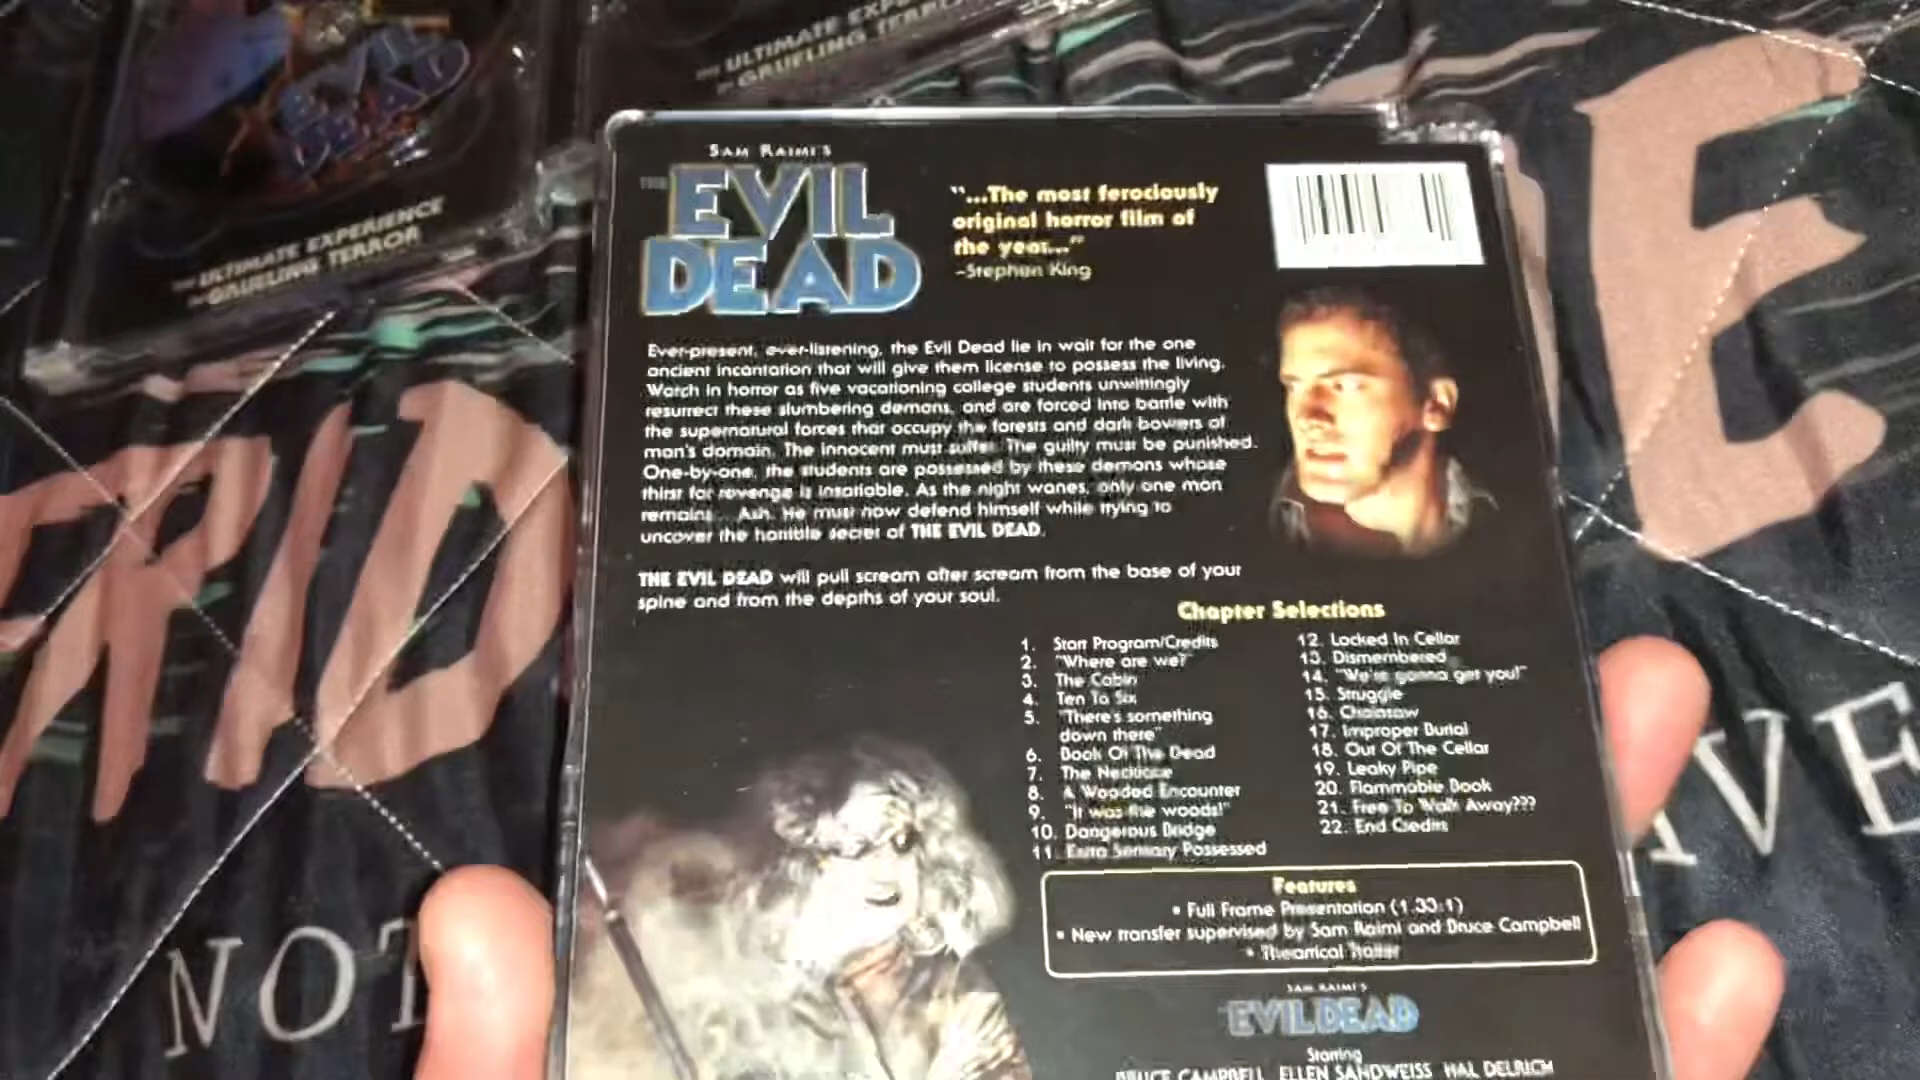 EVIL
DEAD
THE ULTIMATE EXPERIENCE
IN GRUELING TERROR
THE ULTIMATE EXPERIENCE
IN GRUELING TERROR
SAM RAIMI'S
THE
EVIL
DEAD
"...The most ferociously
original horror film of
the year..."
-Stephen King
Ever-present, ever-listening, the Evil Dead lie in wait for the one
ancient incantation that will give them license to possess the living.
Watch in horror as five vacationing college students unwittingly
resurrect these slumbering demons, and are forced into battle with
the supernatural forces that occupy the forests and dark bowers of
man's domain. The innocent must suffer. The guilty must be punished.
One-by-one, the students are possessed by these demons whose
thirst for revenge is insatiable. As the night wanes, only one man
remains... Ash. He must now defend himself while trying to
uncover the horrible secret of THE EVIL DEAD.
THE EVIL DEAD will pull scream after scream from the base of your
spine and from the depths of your soul.
Chapter Selections
1. Start Program/Credits
2. "Where are we?"
3. The Cabin
4. Ten To Six
5. "There's something
down there"
6. Book Of The Dead
7. The Necklace
8. A Wooded Encounter
9. "It was the woods!"
10. Dangerous Bridge
11. Extra Sensory Possessed
12. Locked In Cellar
13. Dismembered
14. "We're gonna get you!"
15. Struggle
16. Chainsaw
17. Improper Burial
18. Out Of The Cellar
19. Leaky Pipe
20. Flammable Book
21. Free To Walk Away???
22. End Credits
Features
• Full Frame Presentation (1.33:1)
• New transfer supervised by Sam Raimi and Bruce Campbell
• Theatrical Trailer
SAM RAIMI'S
EVIL DEAD
Starring
BRUCE CAMPBELL ELLEN SANDWEISS HAL DELRICH
NOT